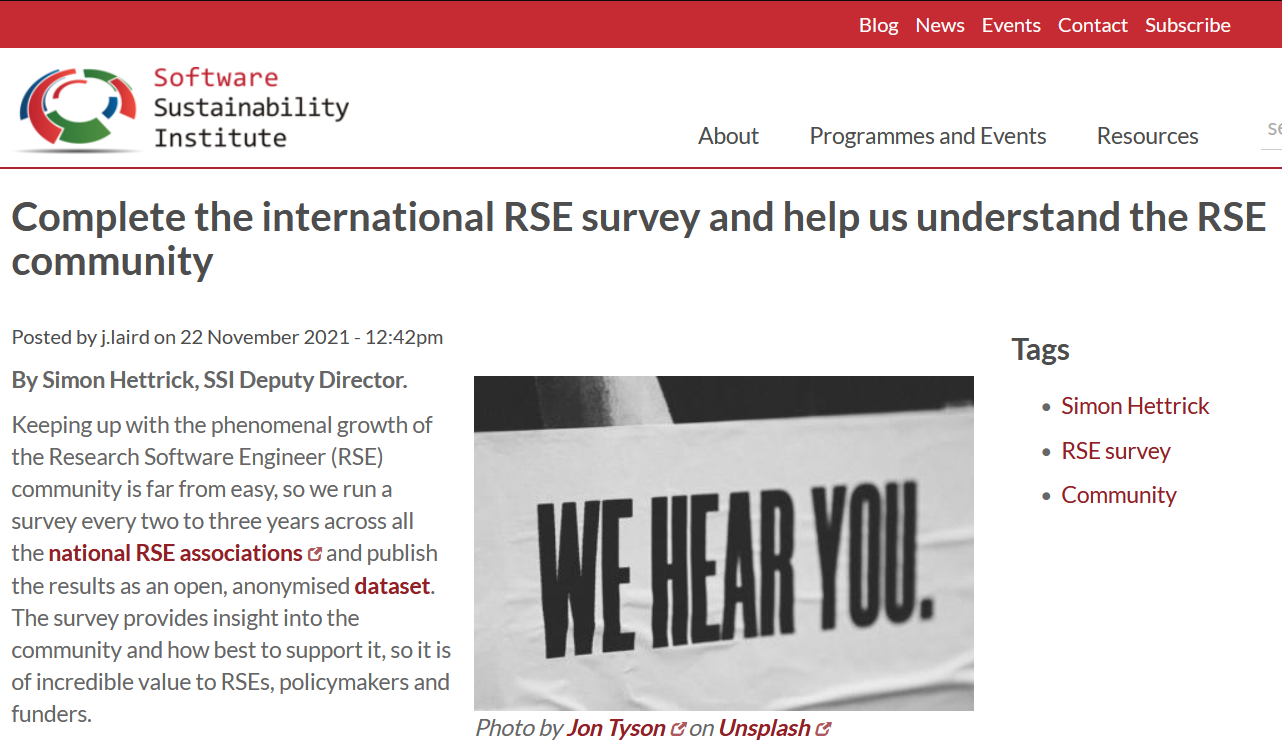 Blog News Events Contact Subscribe
Software
Sustainability
Institute
About Programmes and Events Resources
Complete the international RSE survey and help us understand the RSE
community
Posted by j.laird on 22 November 2021 - 12:42pm
By Simon Hettrick, SSI Deputy Director.
Keeping up with the phenomenal growth of
the Research Software Engineer (RSE)
community is far from easy, so we run a
survey every two to three years across all
the national RSE associations and publish
the results as an open, anonymised dataset.
The survey provides insight into the
community and how best to support it, so it is
of incredible value to RSEs, policymakers and
funders.
WE HEAR YOU.
Photo by Jon Tyson on Unsplash
Tags
Simon Hettrick
RSE survey
Community